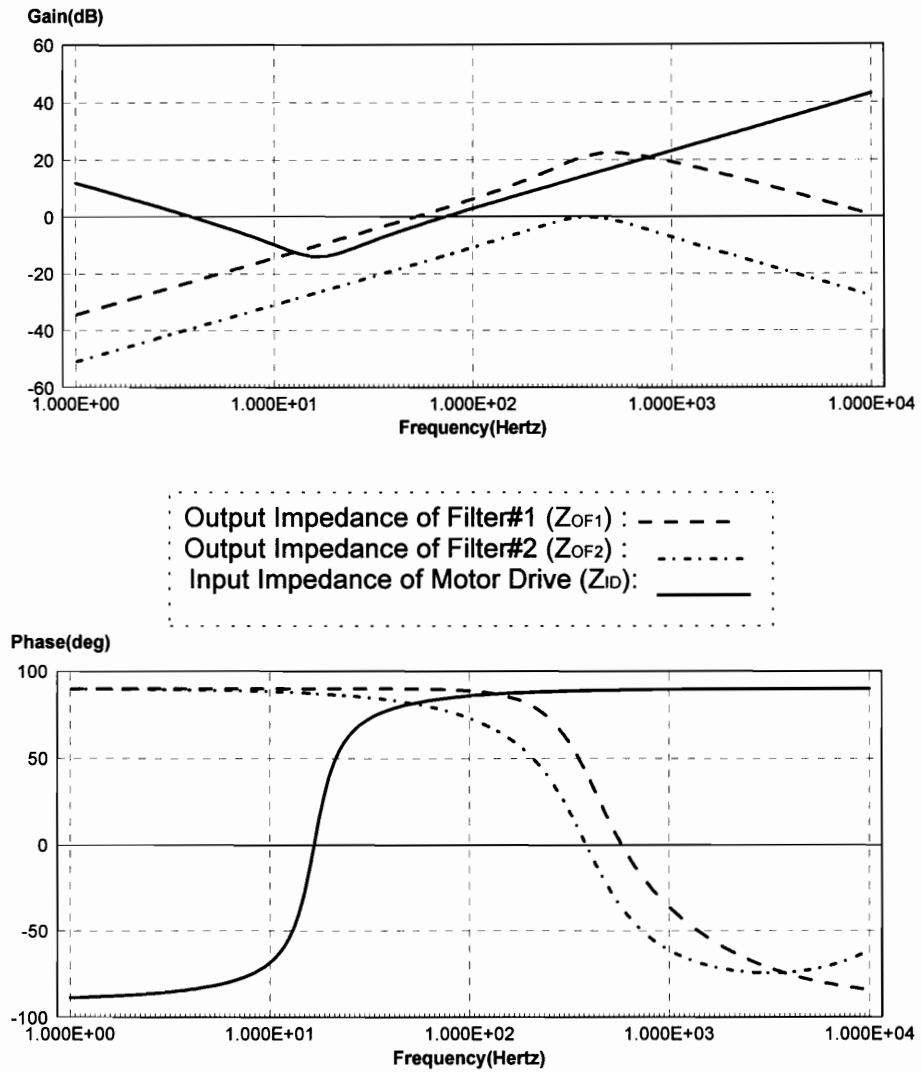 Gain(dB)
60
40
20
0
-20
-40
-60
1.000E+00 1.000E+01 1.000E+02 1.000E+03 1.000E+04
Frequency(Hertz)
Output Impedance of Filter#1 (ZOF1) :
Output Impedance of Filter#2 (ZOF2) :
Input Impedance of Motor Drive (ZID):
Phase(deg)
100
50
0
-50
-100
1.000E+00 1.000E+01 1.000E+02 1.000E+03 1.000E+04
Frequency(Hertz)